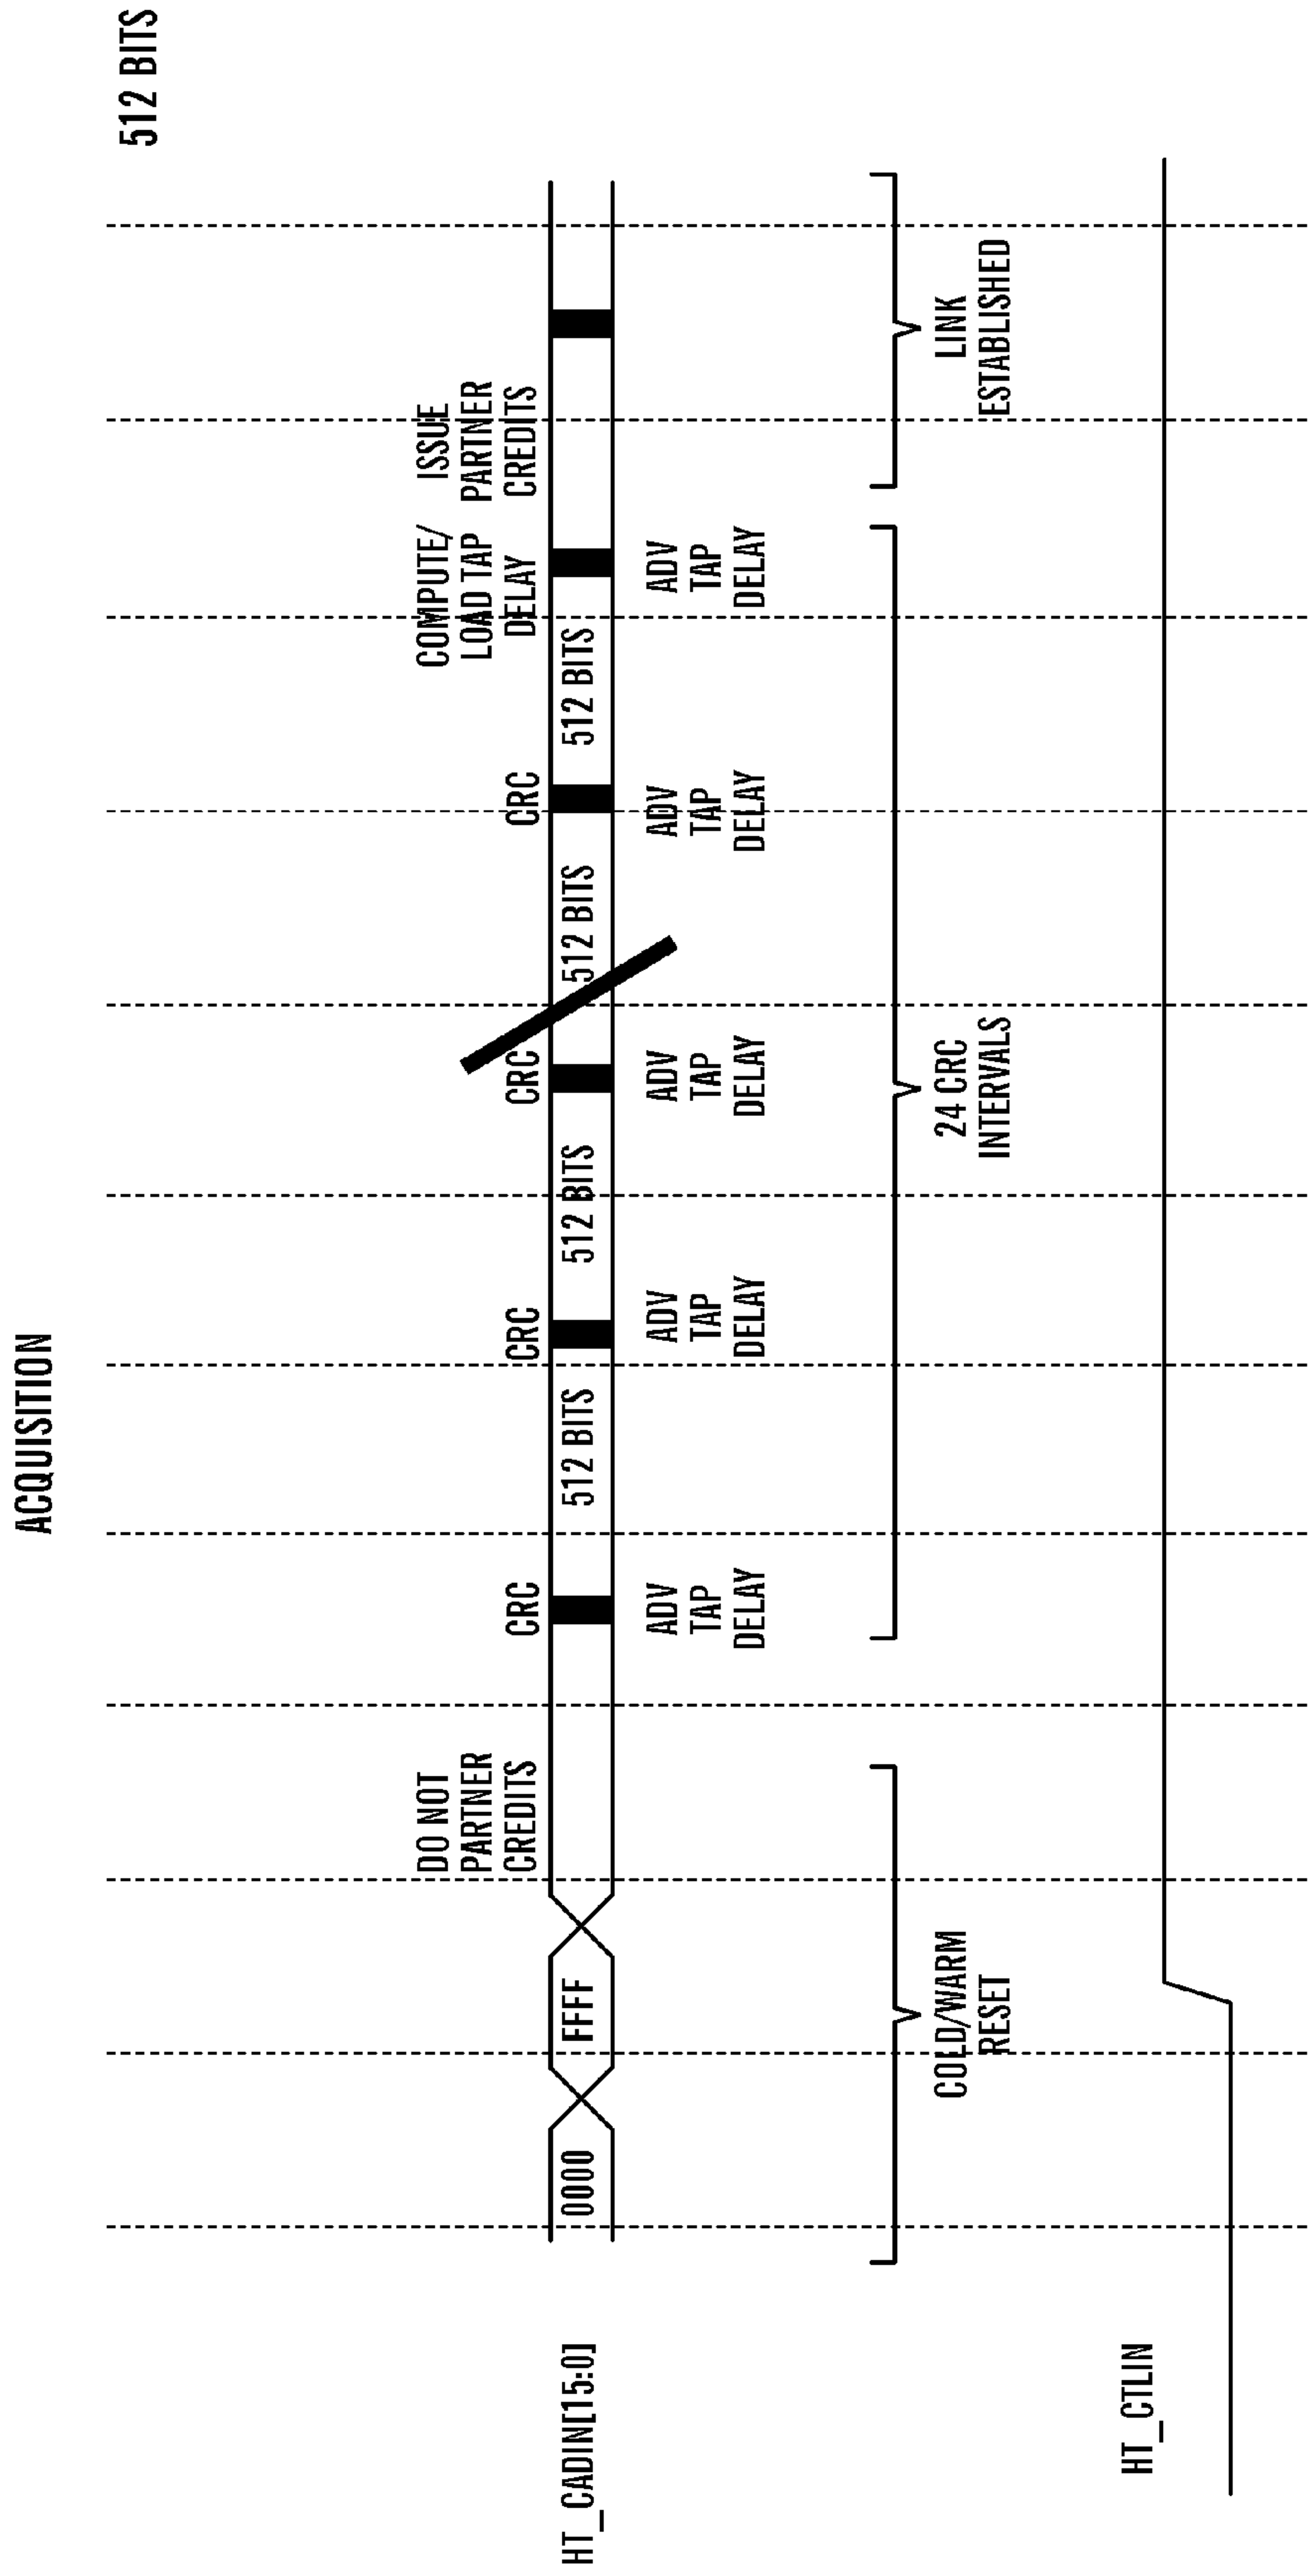 ACQUISITION
512 BITS
DO NOT
PARTNER
CREDITS
COMPUTE/
LOAD TAP
DELAY
ISSUE
PARTNER
CREDITS
CRC
CRC
CRC
CRC
HT_CADIN[15:0]
0000
FFFF
512 BITS
512 BITS
512 BITS
512 BITS
ADV
TAP
DELAY
ADV
TAP
DELAY
ADV
TAP
DELAY
ADV
TAP
DELAY
ADV
TAP
DELAY
COLD/WARM
RESET
24 CRC
INTERVALS
LINK
ESTABLISHED
HT_CTLIN